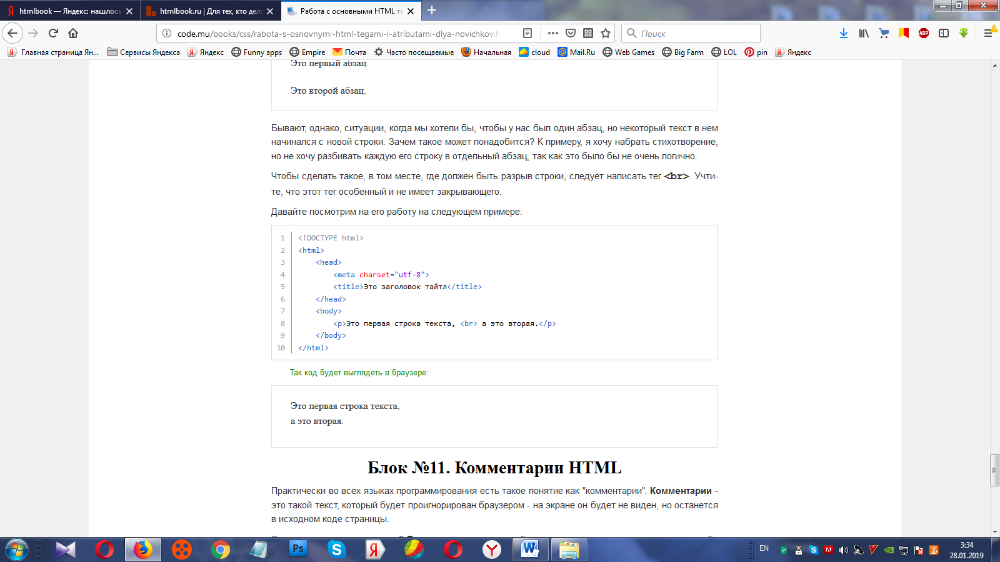 htmlbook — Яндекс: нашлось
htmlbook.ru | Для тех, кто дела
Работа с основными HTML те
code.mu/books/css/rabota-s-osnovnymi-html-tegami-i-atributami-dlya-novichkov.h
Поиск
ABP
Главная страница Ян...
Сервисы Яндекса
Яндекс
Funny apps
Empire
Почта
Часто посещаемые
Начальная
cloud
Mail.Ru
Web Games
Big Farm
LOL
pin
Яндекс
Это первый абзац.
Это второй абзац.
Бывают, однако, ситуации, когда мы хотели бы, чтобы у нас был один абзац, но некоторый текст в нем
начинался с новой строки. Зачем такое может понадобится? К примеру, я хочу набрать стихотворение,
но не хочу разбивать каждую его строку в отдельный абзац, так как это было бы не очень логично.
Чтобы сделать такое, в том месте, где должен быть разрыв строки, следует написать тег <br>. Учти-
те, что этот тег особенный и не имеет закрывающего.
Давайте посмотрим на его работу на следующем примере:
1 <!DOCTYPE html>
2 <html>
3 <head>
4 <meta charset="utf-8">
5 <title>Это заголовок тайтл</title>
6 </head>
7 <body>
8 <p>Это первая строка текста, <br> а это вторая.</p>
9 </body>
10 </html>
Так код будет выглядеть в браузере:
Это первая строка текста,
а это вторая.
Блок №11. Комментарии HTML
Практически во всех языках программирования есть такое понятие как "комментарии". Комментарии -
это такой текст, который будет проигнорирован браузером - на экране он будет не виден, но останется
в исходном коде страницы.
Ps
EN
3:34
28.01.2019